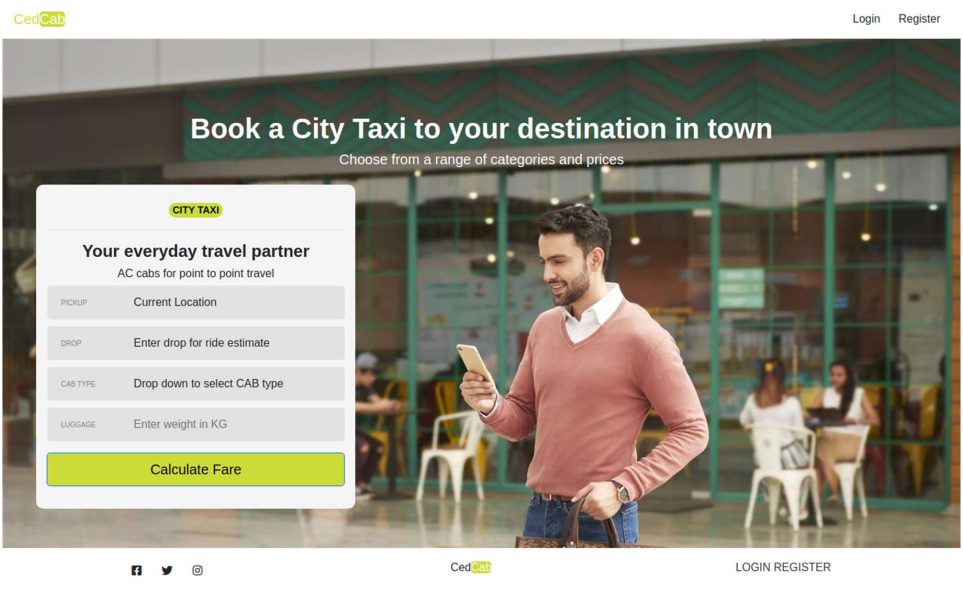 CedCab
Login Register
Book a City Taxi to your destination in town
Choose from a range of categories and prices
CITY TAXI
Your everyday travel partner
AC cabs for point to point travel
PICKUP Current Location
DROP Enter drop for ride estimate
CAB TYPE Drop down to select CAB type
LUGGAGE Enter weight in KG
Calculate Fare
CedCab
LOGIN REGISTER